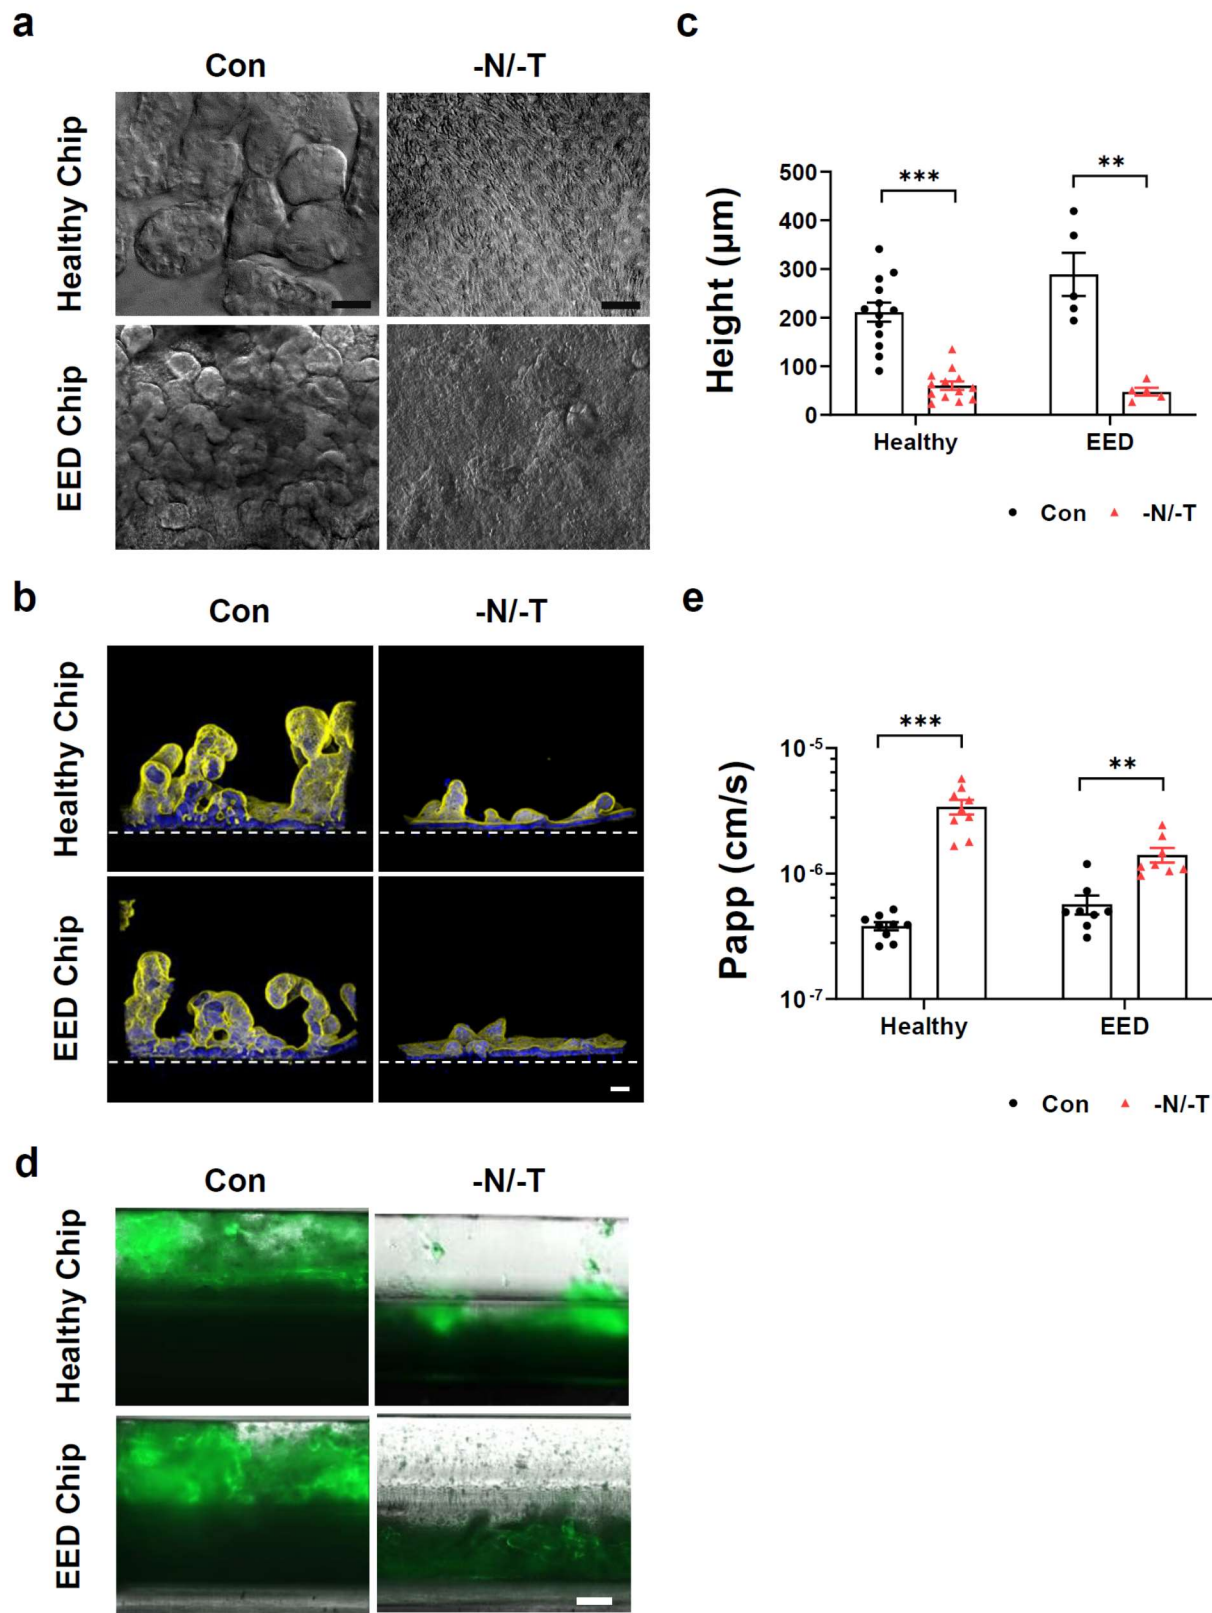 a
Con
-N/-T
Healthy Chip
EED Chip
b
Con
-N/-T
Healthy Chip
EED Chip
d
Con
-N/-T
Healthy Chip
EED Chip
c
Height (µm)
500
400
300
200
100
0
***
**
Healthy
EED
Con
-N/-T
e
Papp (cm/s)
10⁻⁵
10⁻⁶
10⁻⁷
***
**
Healthy
EED
Con
-N/-T